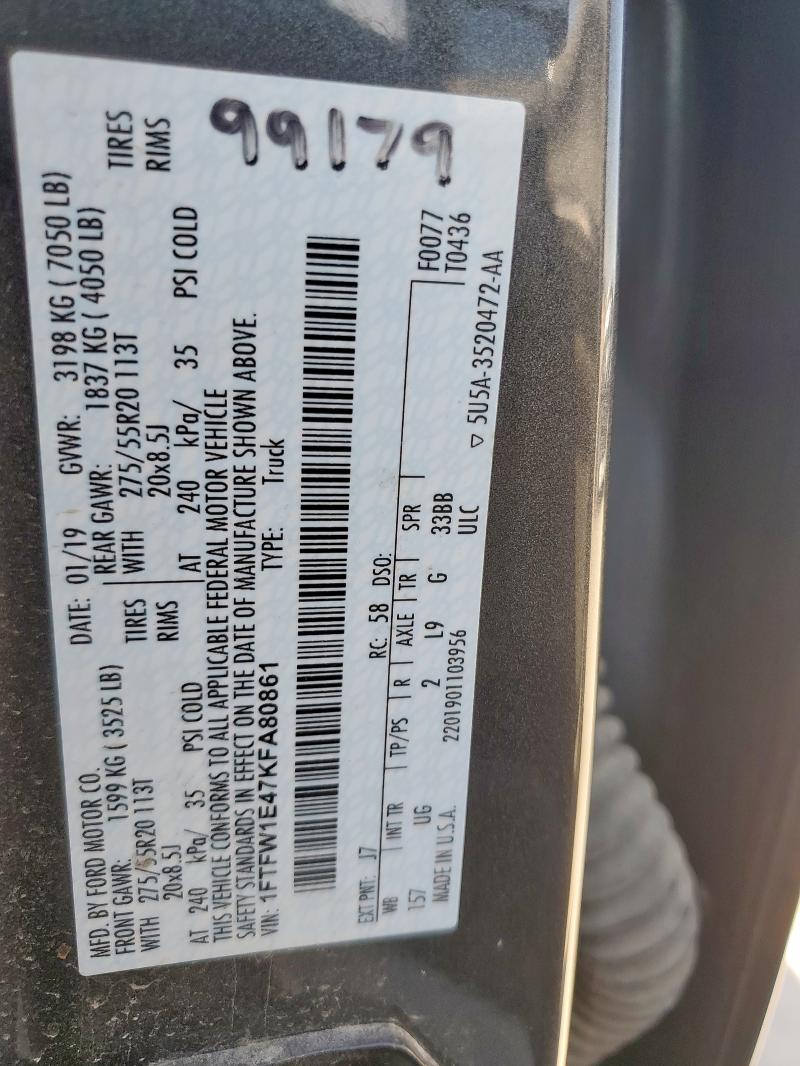 99179
MFD. BY FORD MOTOR CO.
DATE: 01/19 GVWR: 3198 KG ( 7050 LB)
FRONT GAWR: 1599 KG ( 3525 LB) REAR GAWR: 1837 KG ( 4050 LB)
WITH 275/55R20 113T TIRES WITH 275/55R20 113T TIRES
20x8.5J RIMS 20x8.5J RIMS
AT 240 kPa/ 35 PSI COLD AT 240 kPa/ 35 PSI COLD
THIS VEHICLE CONFORMS TO ALL APPLICABLE FEDERAL MOTOR VEHICLE
SAFETY STANDARDS IN EFFECT ON THE DATE OF MANUFACTURE SHOWN ABOVE.
VIN: 1FTFW1E47KFA80861 TYPE: Truck
EXT PNT: J7 RC: 58 DSO: F0077
WB INT TR TP/PS R AXLE TR SPR T0436
157 UG 2 L9 G 33BB
ULC
MADE IN U.S.A. 2201901103956 ▽ 5U5A-3520472-AA